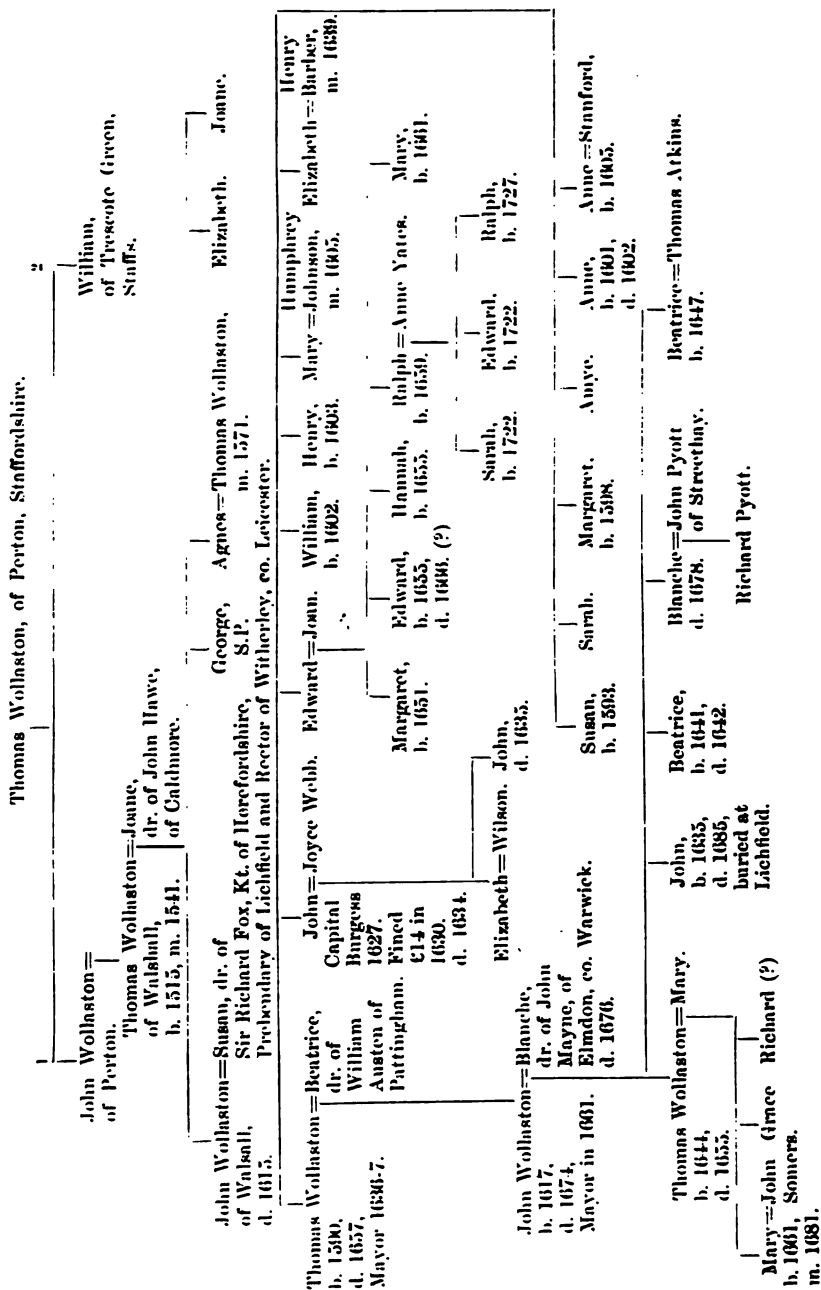 Thomas Wollaston, of Perton, Staffordshire.
1
2
John Wollaston=
of Perton.
William,
of Trescote Green,
Staffs.
Thomas Wollaston=Joane,
of Walshall,
b. 1515, m. 1541.
dr. of John Hawe,
of Caldmore.
John Wollaston=Susan, dr. of
of Walsall,
d. 1615.
Sir Richard Fox, Kt. of Herefordshire,
Prebendary of Lichfield and Rector of Witherley, co. Leicester.
George,
S.P.
Agnes=Thomas Wollaston,
m. 1571.
Elizabeth.
Joane.
Thomas Wollaston=Beatrice,
b. 1590,
d. 1657,
Mayor 1636-7.
dr. of
William
Austen of
Pattingham.
John=Joyce Webb.
Capital
Burgess
1627.
Fined
£14 in
1630.
d. 1634.
Edward=Joan.
William,
b. 1602.
Henry,
b. 1603.
Humphrey
Mary=Johnson,
m. 1605.
Henry
Elizabeth=Barber,
m. 1639.
Elizabeth=Wilson.
John,
d. 1635.
Margaret,
b. 1651.
Edward,
b. 1655,
d. 1666. (?)
Hannah,
b. 1655.
Ralph=Anne Yates.
b. 1659.
Mary,
b. 1661.
Sarah,
b. 1722.
Edward,
b. 1722.
Ralph,
b. 1727.
John Wollaston=Blanche,
b. 1617,
d. 1674,
Mayor in 1661.
dr. of John
Mayne, of
Elmdon, co. Warwick.
d. 1676.
Susan,
b. 1593.
Sarah.
Margaret.
b. 1598.
Annye.
Anne,
b. 1601,
d. 1602.
Anne=Stanford,
b. 1605.
Thomas Wollaston=Mary.
b. 1644,
d. 1655.
John,
b. 1635,
d. 1685,
buried at
Lichfield.
Beatrice,
b. 1641,
d. 1642.
Blanche=John Pyott
d. 1678.
of Streethay.
Beatrice=Thomas Atkins.
b. 1647.
Richard Pyott.
Mary=John
b. 1661,
Somers.
m. 1681.
Grace
Richard (?)